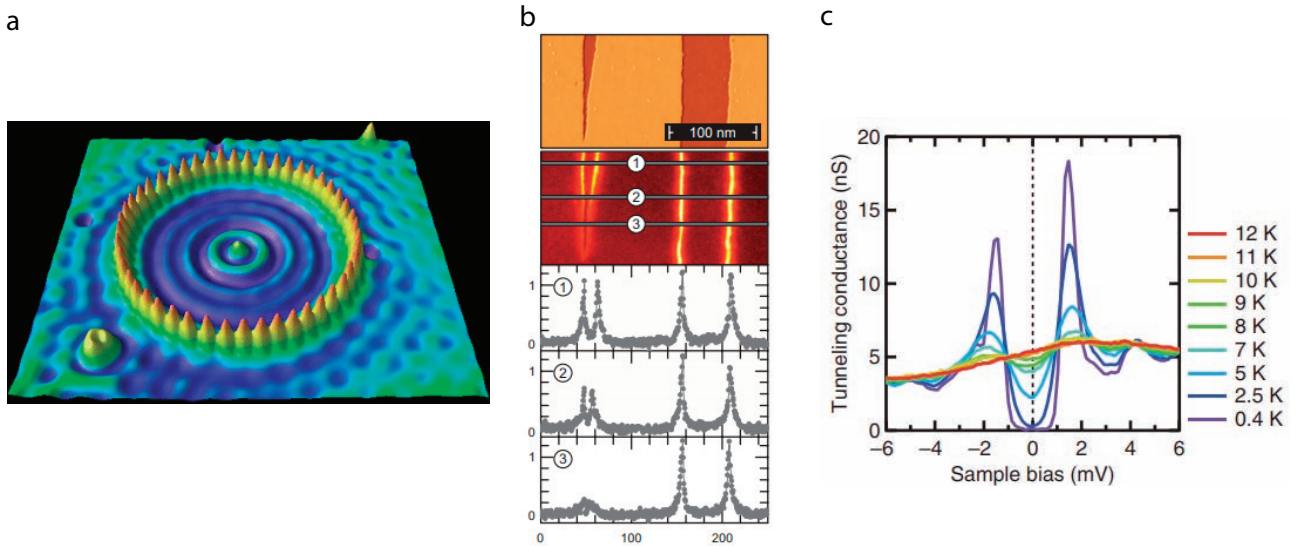 a
b
c
100 nm
1
2
3
1
0
1
1
0
2
1
0
3
0
100
200
20
15
10
5
0
Tunneling conductance (nS)
−6
−4
−2
0
2
4
6
Sample bias (mV)
12 K
11 K
10 K
9 K
8 K
7 K
5 K
2.5 K
0.4 K